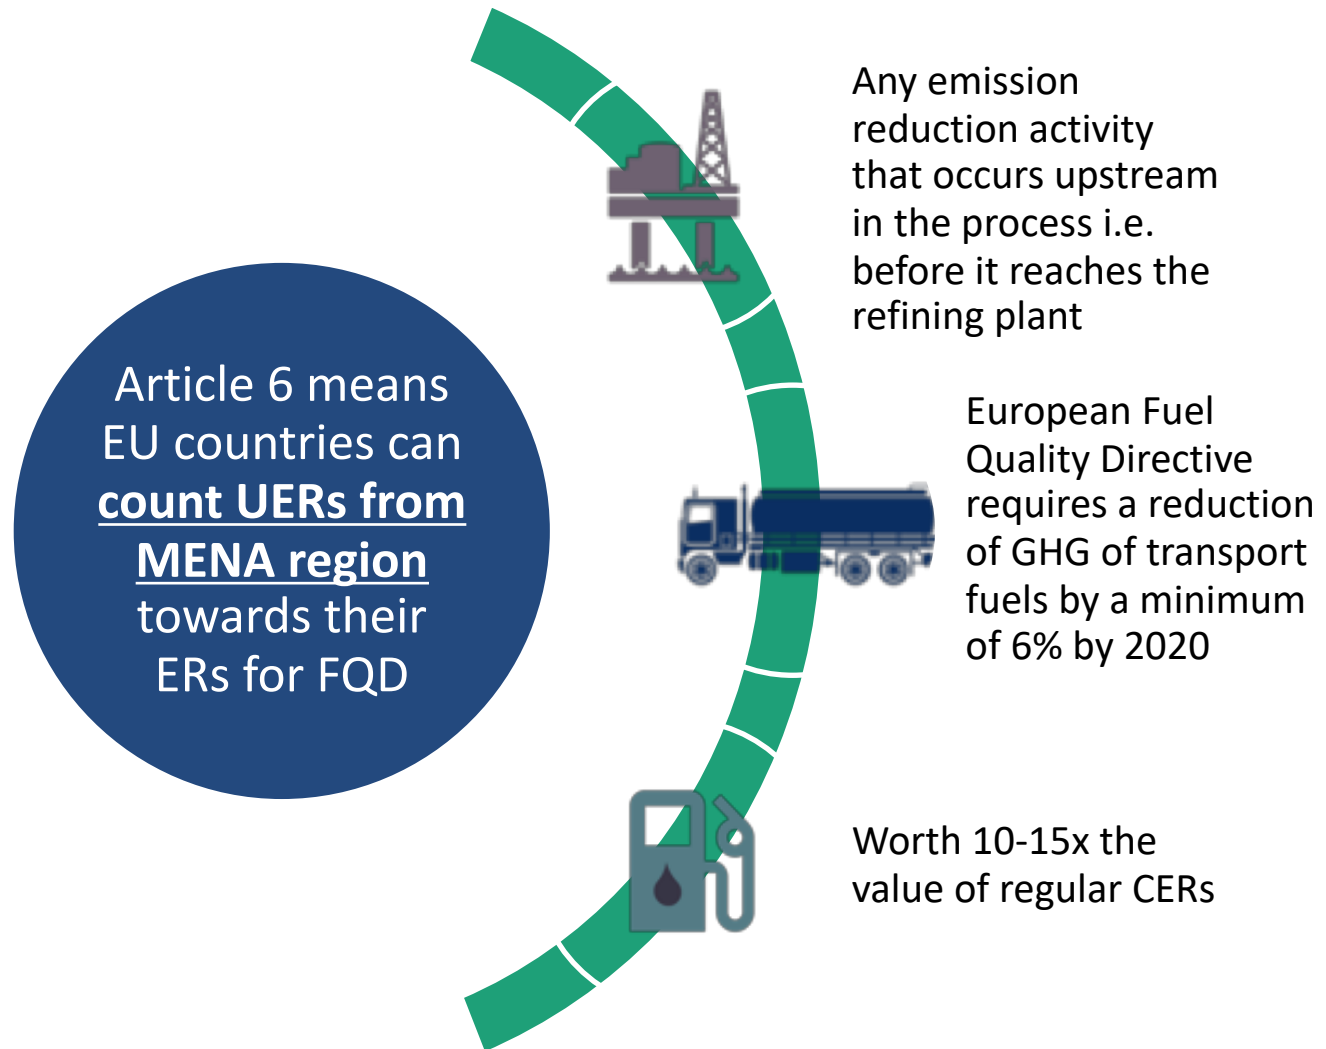 Article 6 means
EU countries can
count UERs from
MENA region
towards their
ERs for FQD
Any emission
reduction activity
that occurs upstream
in the process i.e.
before it reaches the
refining plant
European Fuel
Quality Directive
requires a reduction
of GHG of transport
fuels by a minimum
of 6% by 2020
Worth 10-15x the
value of regular CERs